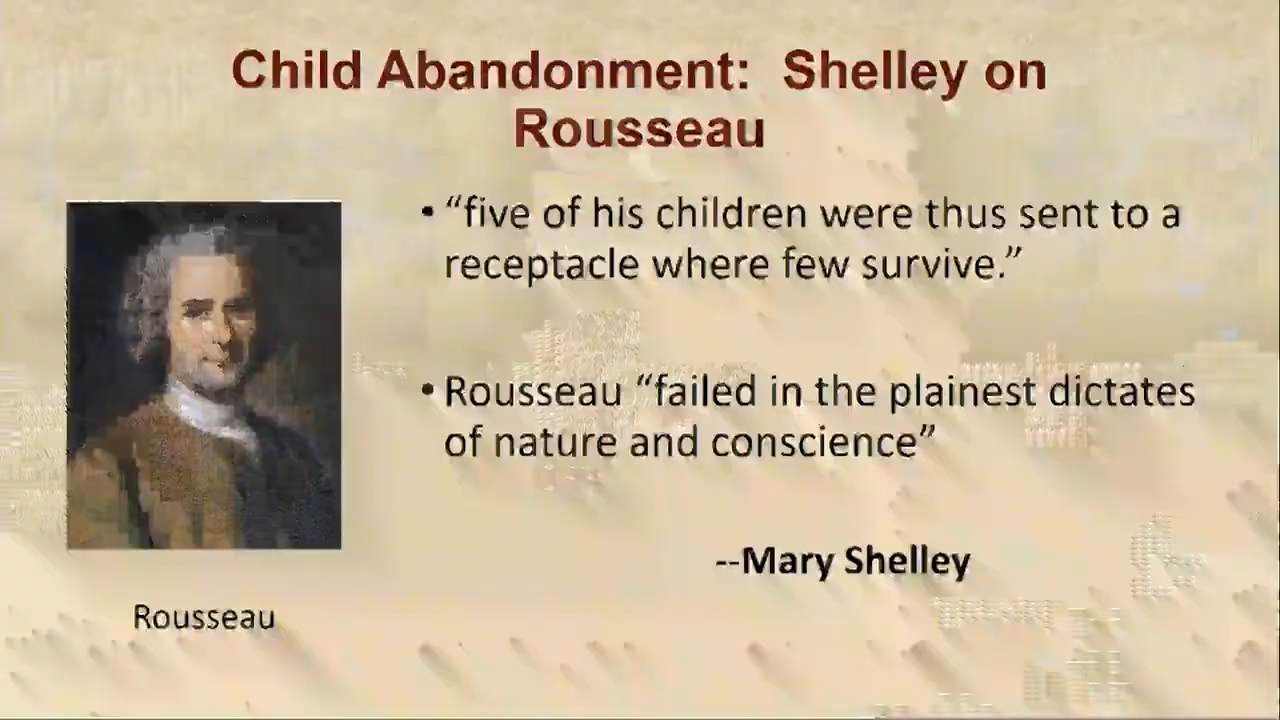 Child Abandonment: Shelley on
Rousseau
• “five of his children were thus sent to a
receptacle where few survive.”
• Rousseau “failed in the plainest dictates
of nature and conscience”
--Mary Shelley
Rousseau